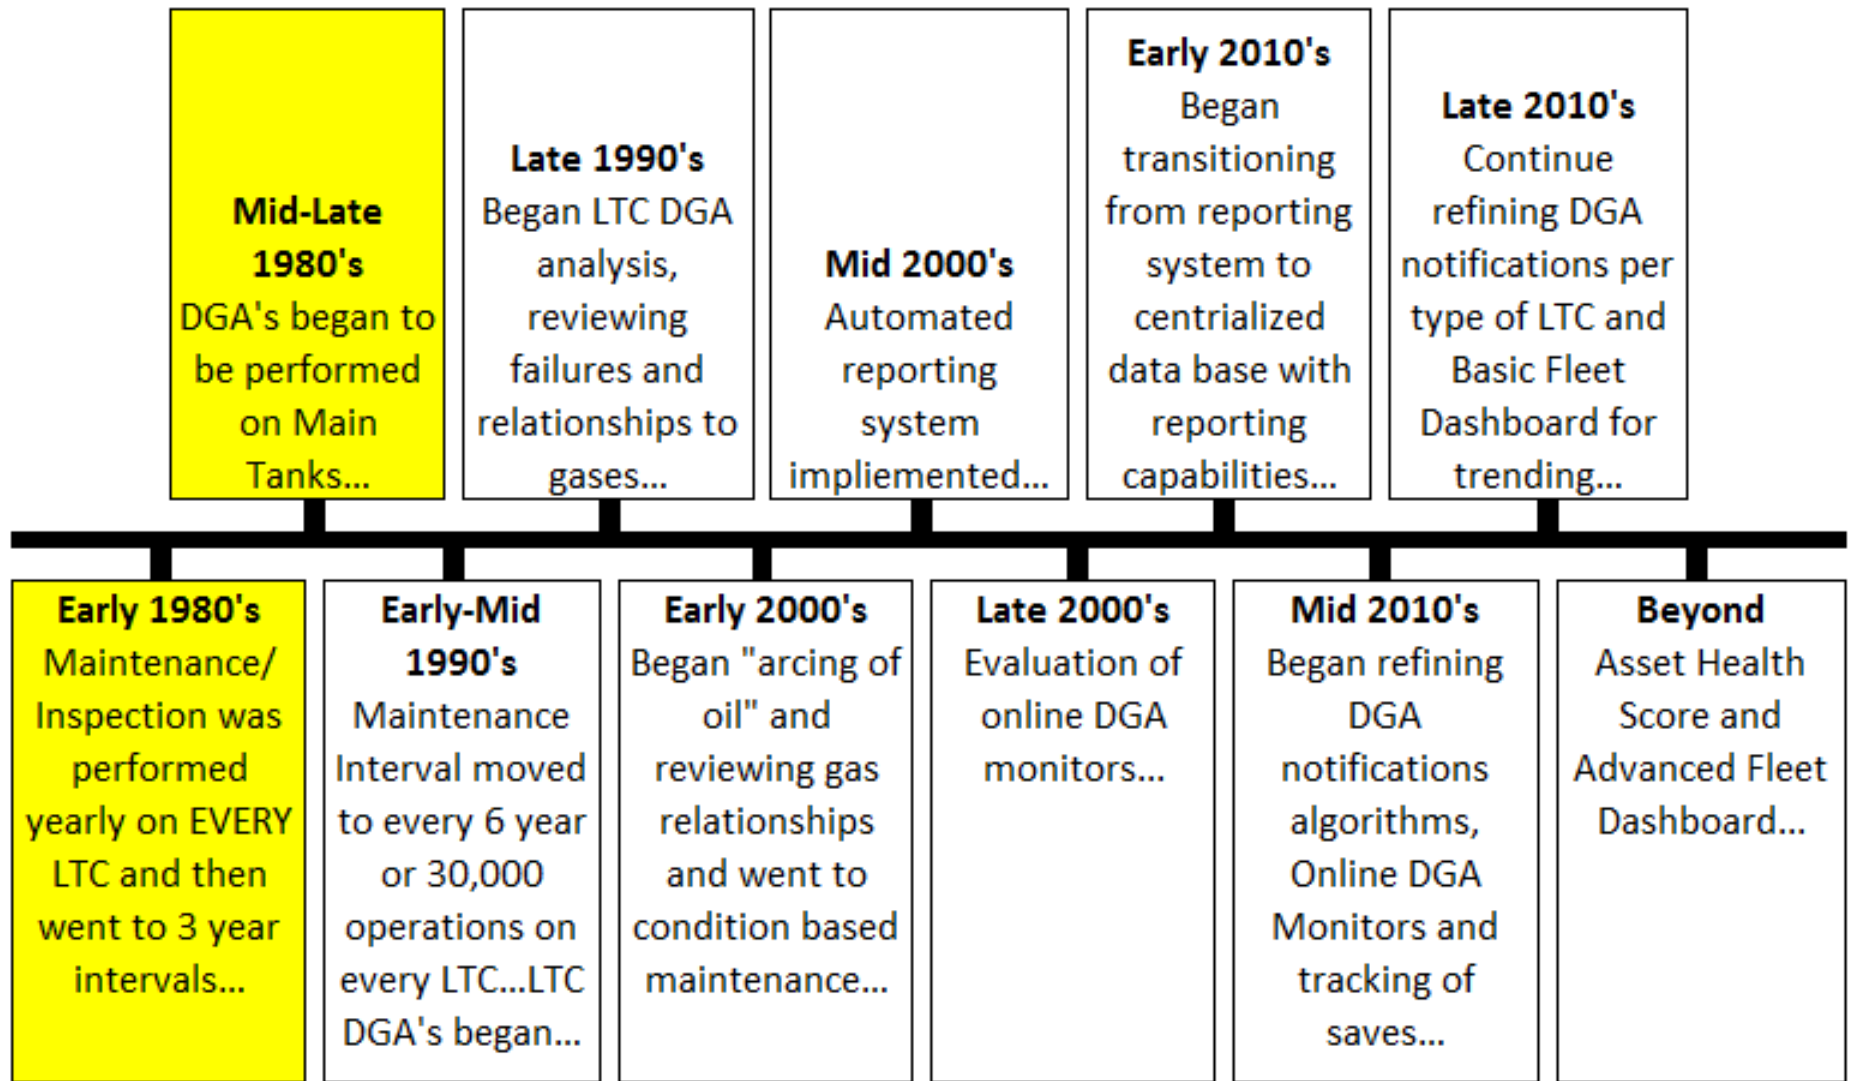 Mid-Late
1980's
DGA's began to
be performed
on Main
Tanks...
Late 1990's
Began LTC DGA
analysis,
reviewing
failures and
relationships to
gases...
Mid 2000's
Automated
reporting
system
impliemented...
Early 2010's
Began
transitioning
from reporting
system to
centrialized
data base with
reporting
capabilities...
Late 2010's
Continue
refining DGA
notifications per
type of LTC and
Basic Fleet
Dashboard for
trending...
Early 1980's
Maintenance/
Inspection was
performed
yearly on EVERY
LTC and then
went to 3 year
intervals...
Early-Mid
1990's
Maintenance
Interval moved
to every 6 year
or 30,000
operations on
every LTC...LTC
DGA's began...
Early 2000's
Began "arcing of
oil" and
reviewing gas
relationships
and went to
condition based
maintenance...
Late 2000's
Evaluation of
online DGA
monitors...
Mid 2010's
Began refining
DGA
notifications
algorithms,
Online DGA
Monitors and
tracking of
saves...
Beyond
Asset Health
Score and
Advanced Fleet
Dashboard...